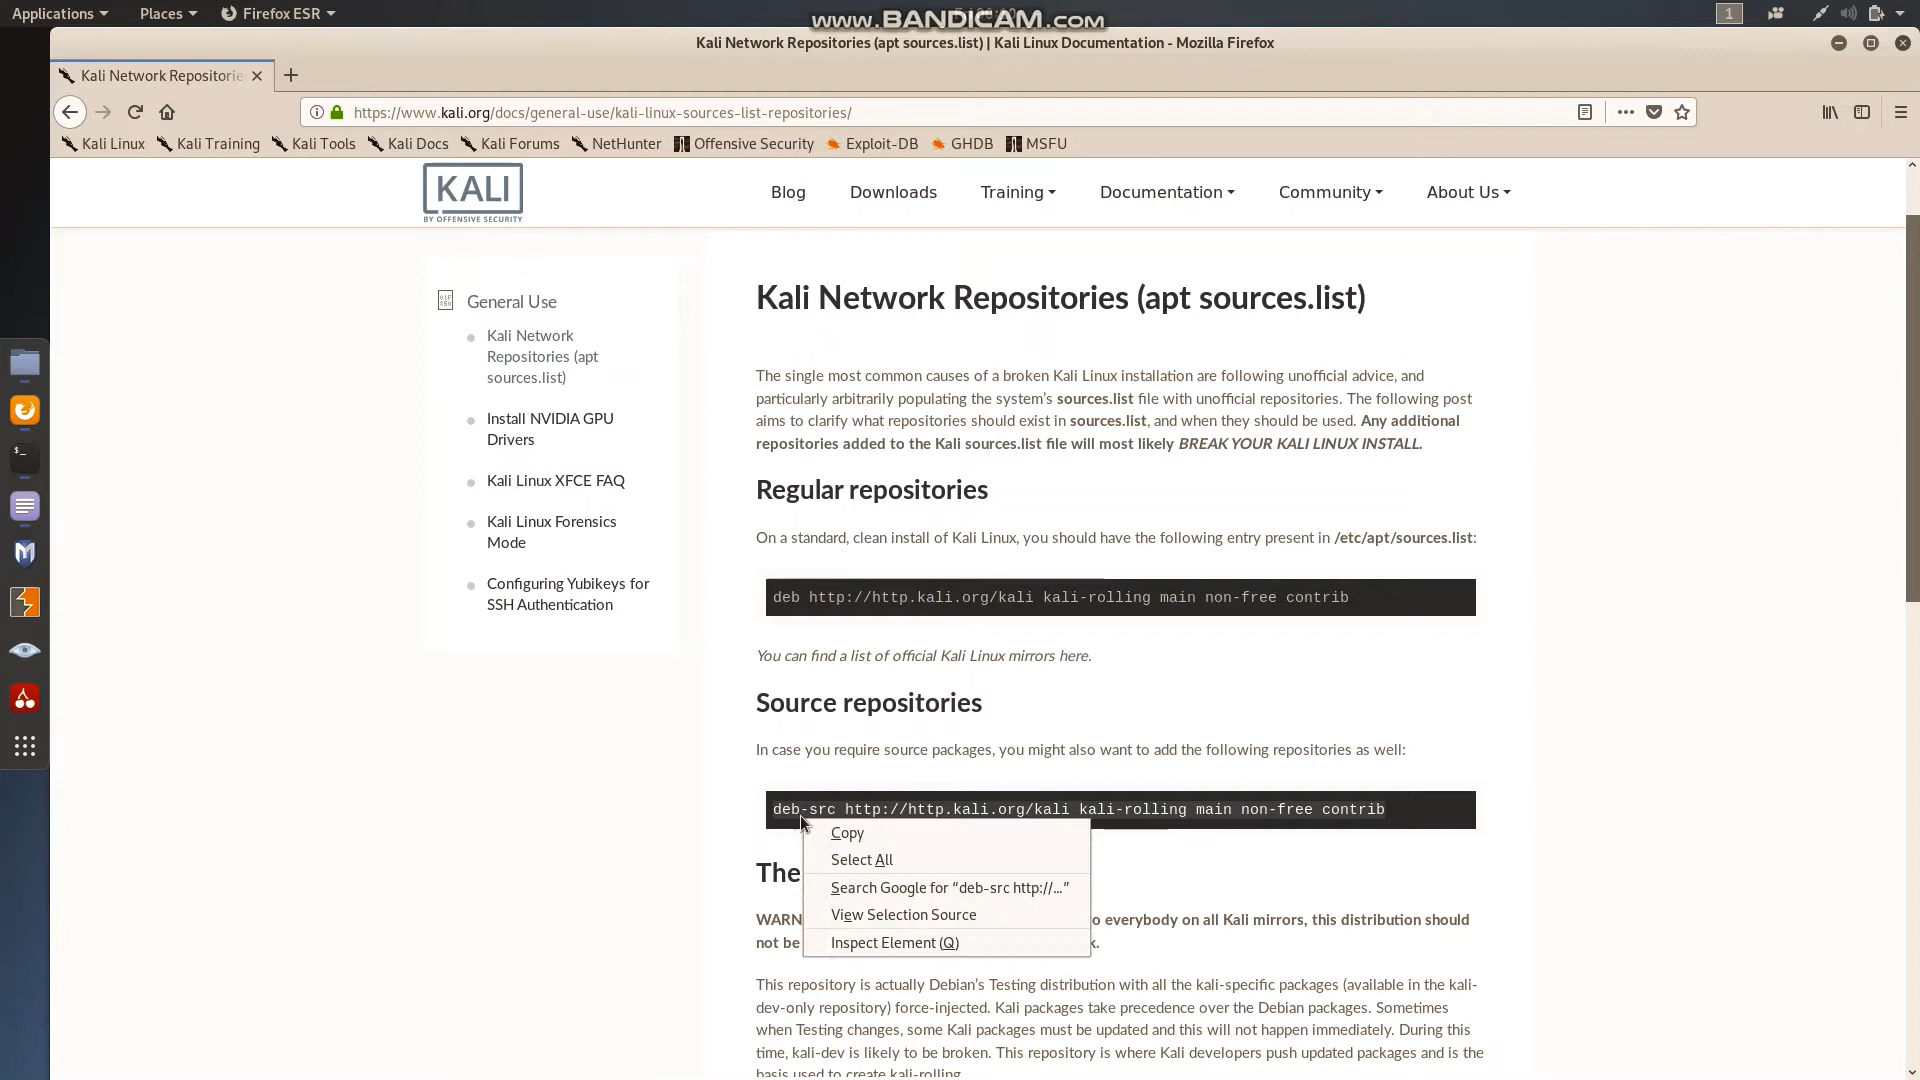 Applications Places Firefox ESR
www.BANDICAM.com
1
Kali Network Repositories (apt sources.list) | Kali Linux Documentation - Mozilla Firefox
Kali Network Repositorie
https://www.kali.org/docs/general-use/kali-linux-sources-list-repositories/
Kali Linux Kali Training Kali Tools Kali Docs Kali Forums NetHunter Offensive Security Exploit-DB GHDB MSFU
KALI
BY OFFENSIVE SECURITY
Blog Downloads Training Documentation Community About Us
General Use
Kali Network
Repositories (apt
sources.list)
Install NVIDIA GPU
Drivers
Kali Linux XFCE FAQ
Kali Linux Forensics
Mode
Configuring Yubikeys for
SSH Authentication
Kali Network Repositories (apt sources.list)
The single most common causes of a broken Kali Linux installation are following unofficial advice, and
particularly arbitrarily populating the system’s sources.list file with unofficial repositories. The following post
aims to clarify what repositories should exist in sources.list, and when they should be used. Any additional
repositories added to the Kali sources.list file will most likely BREAK YOUR KALI LINUX INSTALL.
Regular repositories
On a standard, clean install of Kali Linux, you should have the following entry present in /etc/apt/sources.list:
deb http://http.kali.org/kali kali-rolling main non-free contrib
You can find a list of official Kali Linux mirrors here.
Source repositories
In case you require source packages, you might also want to add the following repositories as well:
deb-src http://http.kali.org/kali kali-rolling main non-free contrib
Copy
Select All
Search Google for “deb-src http://...”
View Selection Source
Inspect Element (Q)
The
WARN o everybody on all Kali mirrors, this distribution should
not be k.
This repository is actually Debian’s Testing distribution with all the kali-specific packages (available in the kali-
dev-only repository) force-injected. Kali packages take precedence over the Debian packages. Sometimes
when Testing changes, some Kali packages must be updated and this will not happen immediately. During this
time, kali-dev is likely to be broken. This repository is where Kali developers push updated packages and is the
basis used to create kali-rolling.